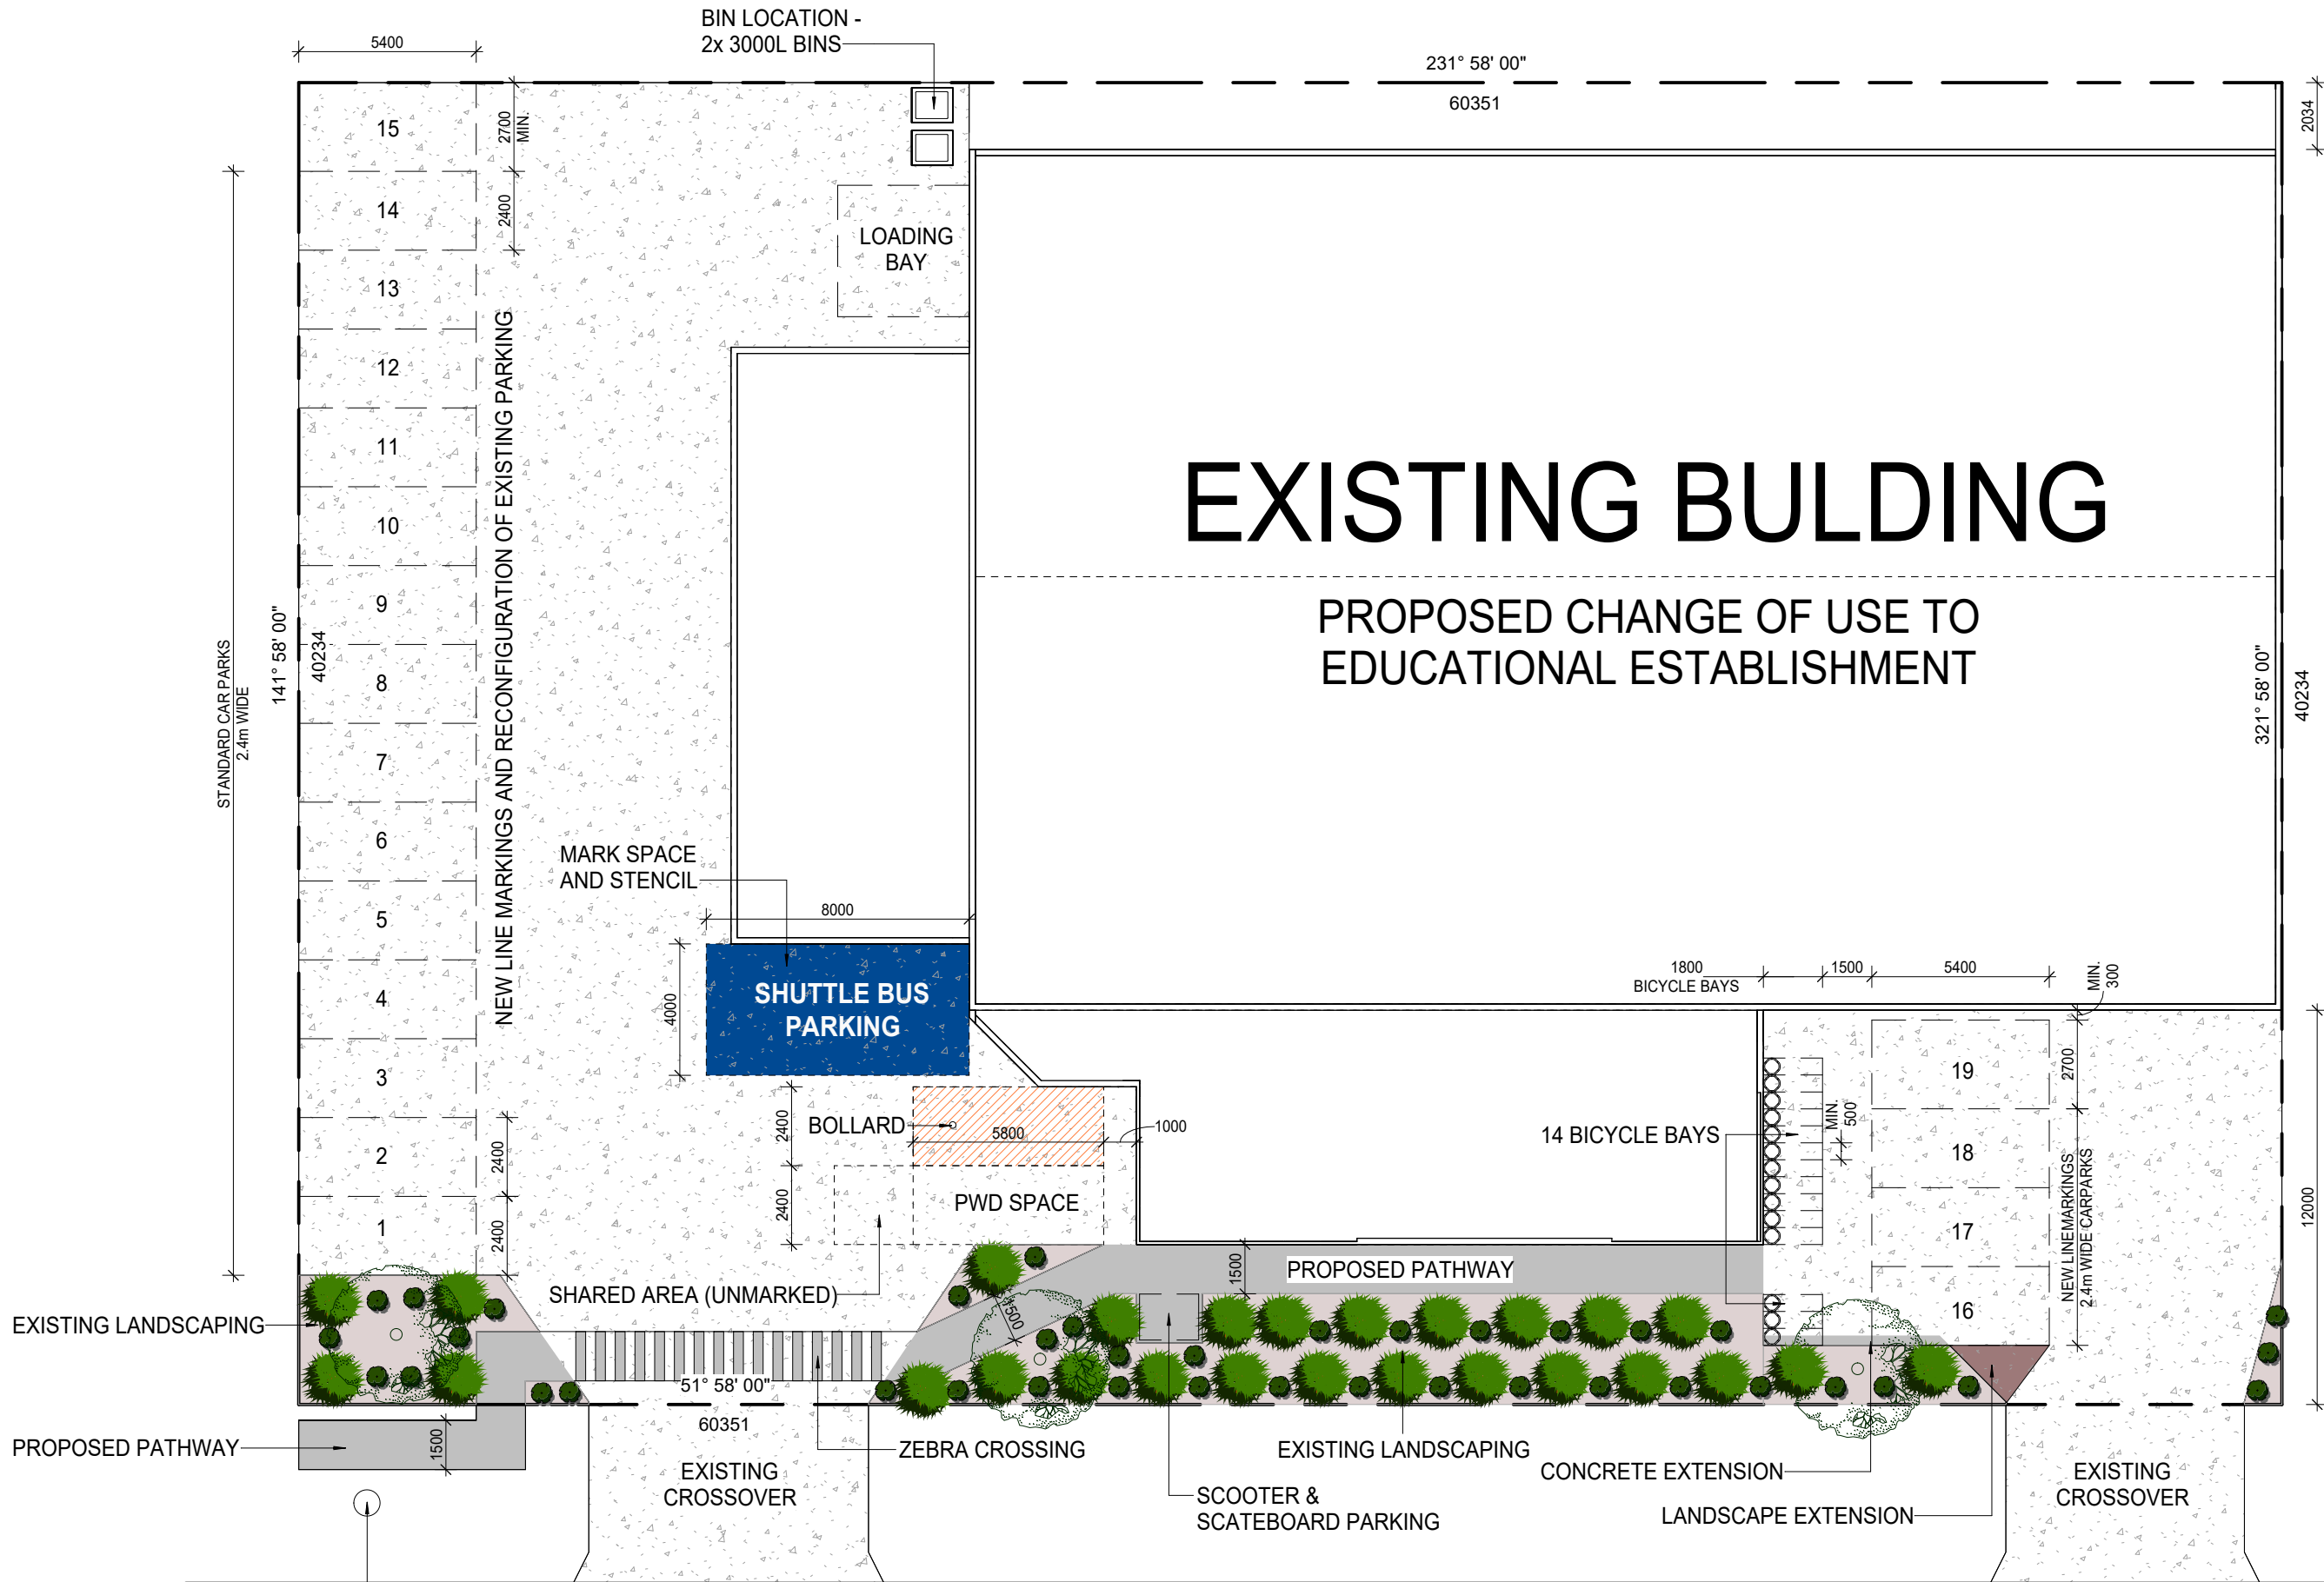 BIN LOCATION -
2x 3000L BINS
5400
231° 58' 00"
60351
2034
15
2700
MIN.
14
2400
LOADING
BAY
13
12
11
10
9
8
7
6
5
4
3
2
1
NEW LINE MARKINGS AND RECONFIGURATION OF EXISTING PARKING
STANDARD CAR PARKS
2.4m WIDE
141° 58' 00"
40234
EXISTING BULDING
PROPOSED CHANGE OF USE TO
EDUCATIONAL ESTABLISHMENT
321° 58' 00"
40234
MARK SPACE
AND STENCIL
8000
4000
SHUTTLE BUS
PARKING
1800
BICYCLE BAYS
1500
5400
MIN.
300
2400
BOLLARD
5800
1000
2400
PWD SPACE
2400
2400
14 BICYCLE BAYS
MIN.
500
19
18
17
16
2700
NEW LINEMARKINGS
2.4m WIDE CARPARKS
12000
SHARED AREA (UNMARKED)
1500
PROPOSED PATHWAY
1500
EXISTING LANDSCAPING
51° 58' 00"
60351
PROPOSED PATHWAY
1500
ZEBRA CROSSING
EXISTING
CROSSOVER
EXISTING LANDSCAPING
SCOOTER &
SCATEBOARD PARKING
CONCRETE EXTENSION
LANDSCAPE EXTENSION
EXISTING
CROSSOVER